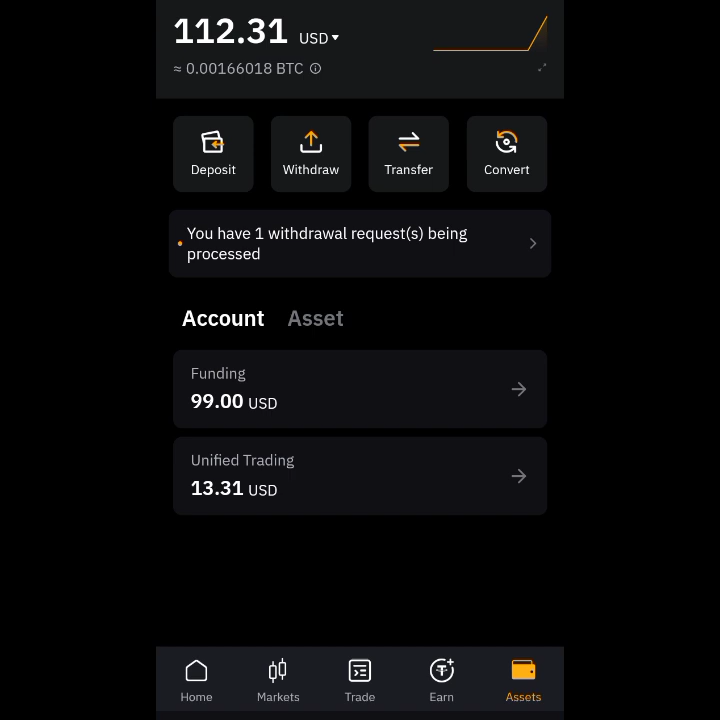 112.31 USD
≈ 0.00166018 BTC
Deposit Withdraw Transfer Convert
You have 1 withdrawal request(s) being
processed
Account Asset
Funding
99.00 USD
Unified Trading
13.31 USD
Home Markets Trade Earn Assets